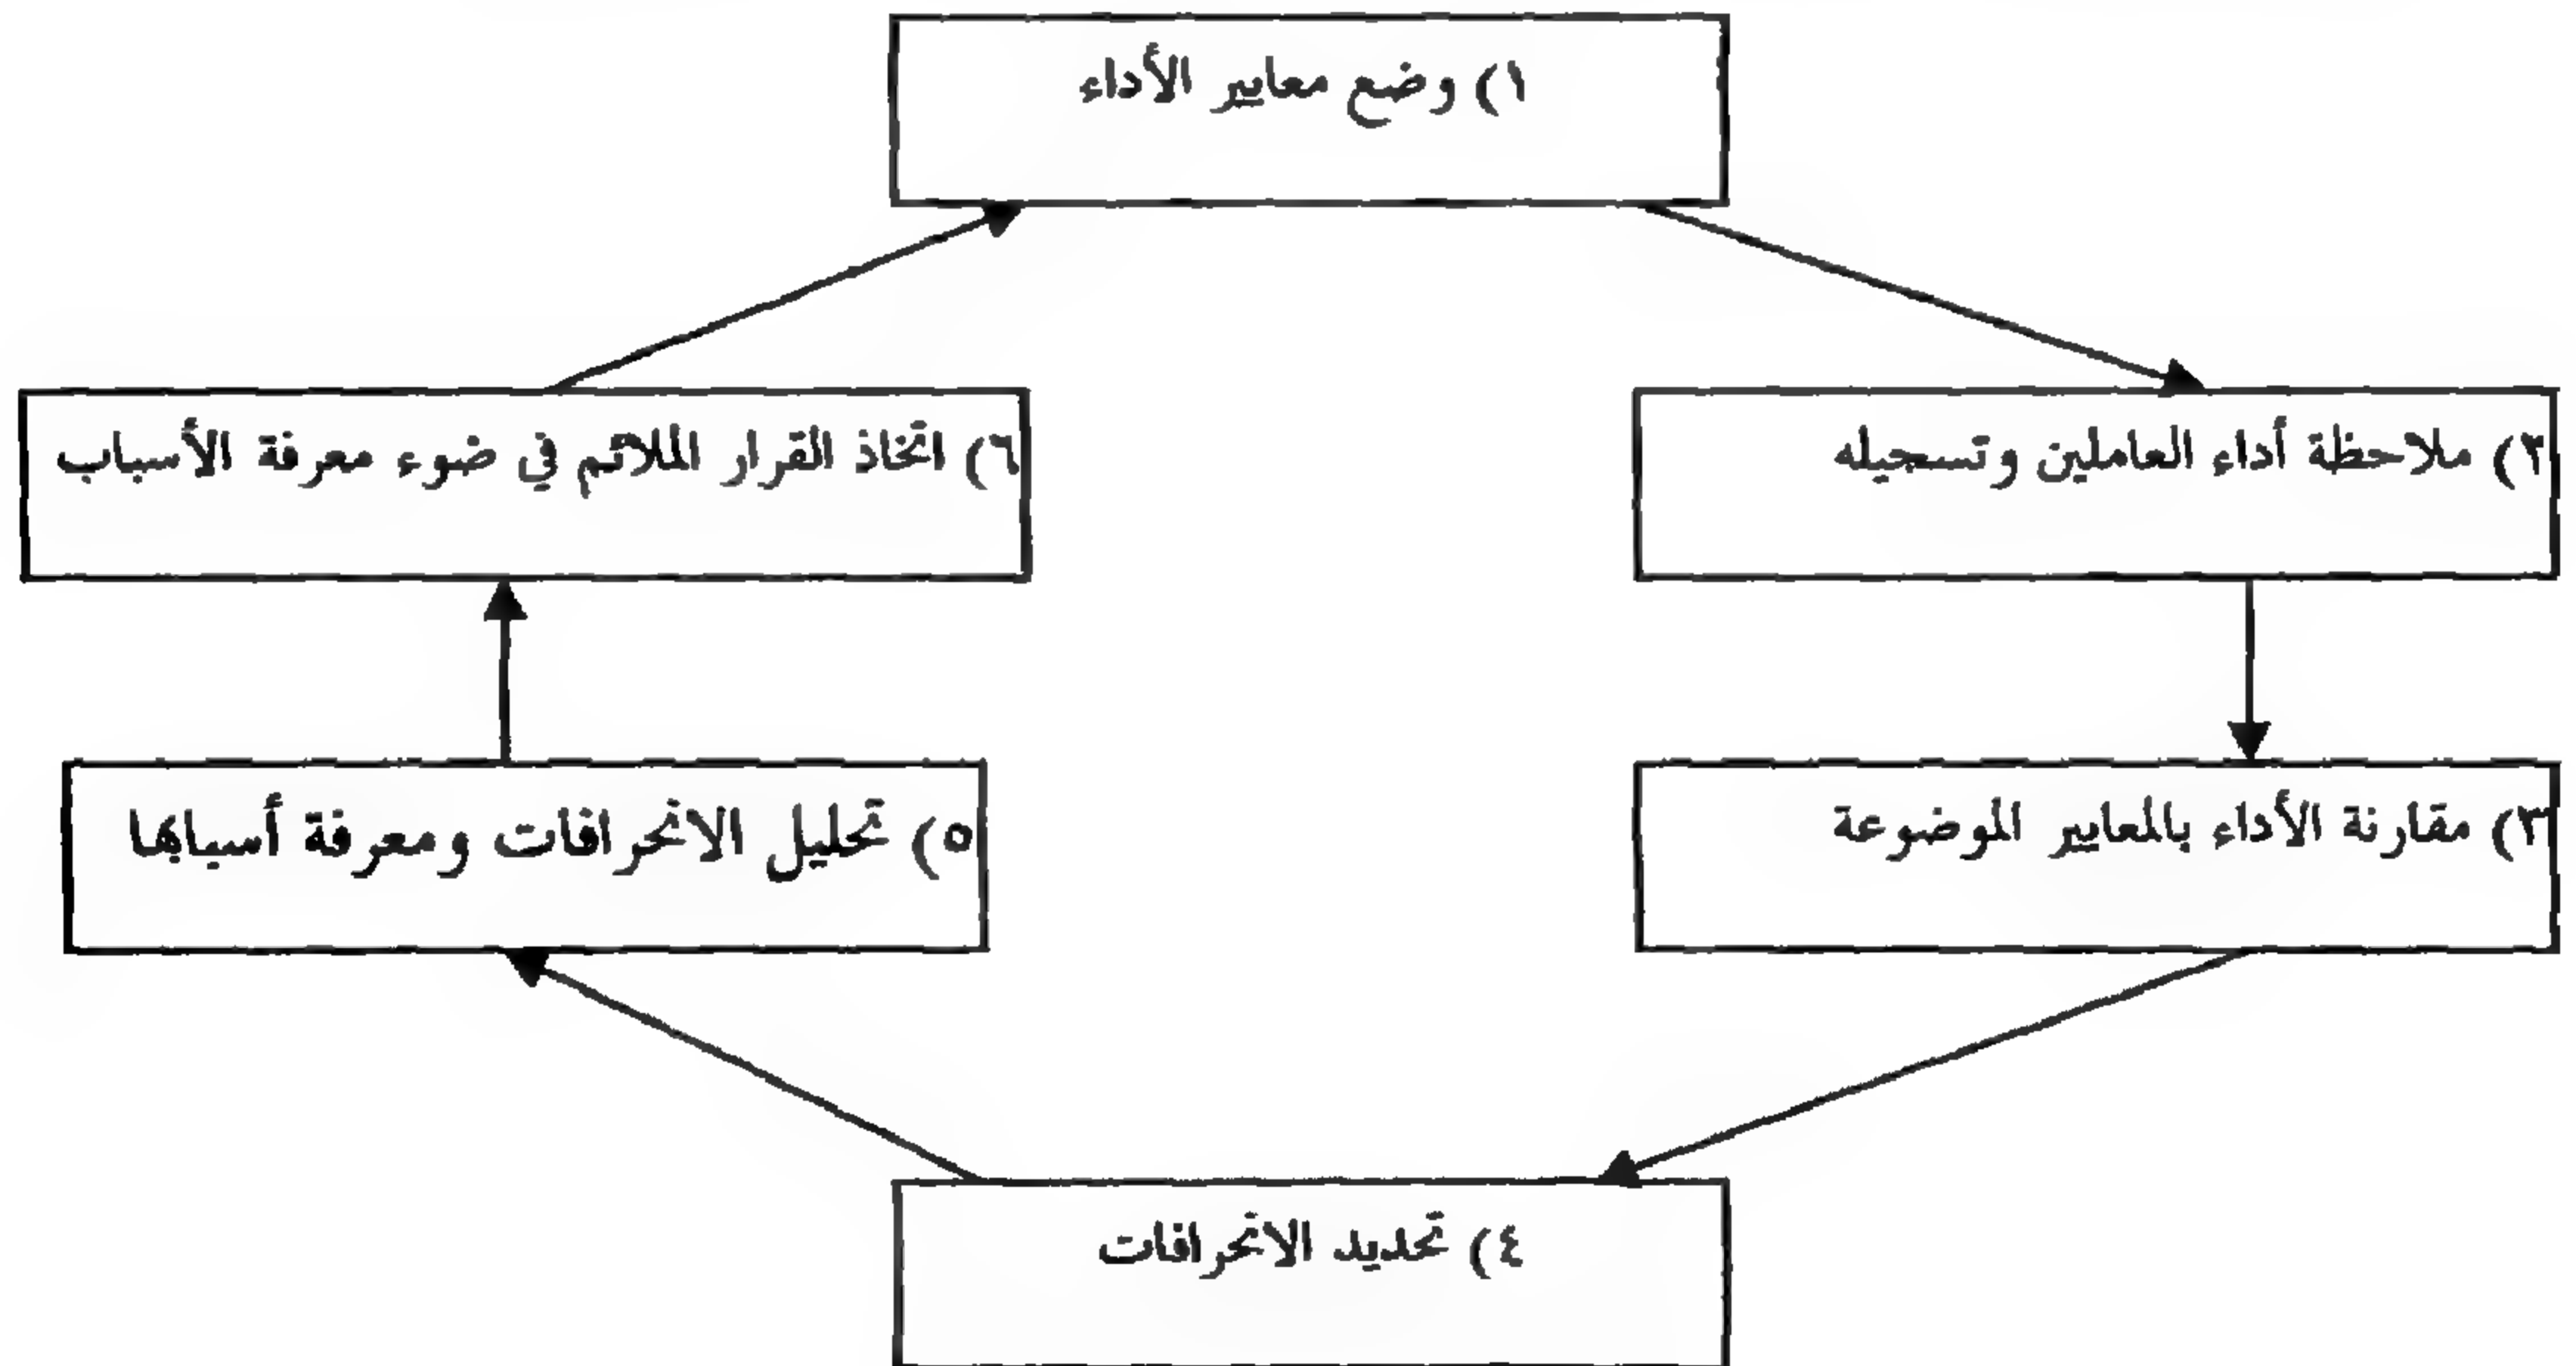 ١) وضع معايير الأداء
٢) ملاحظة أداء العاملين وتسجيله
٣) مقارنة الأداء بالمعايير الموضوعة
٤) تحديد الانحرافات
٥) تحليل الانحرافات ومعرفة أسبابها
٦) اتخاذ القرار الملائم في ضوء معرفة الأسباب